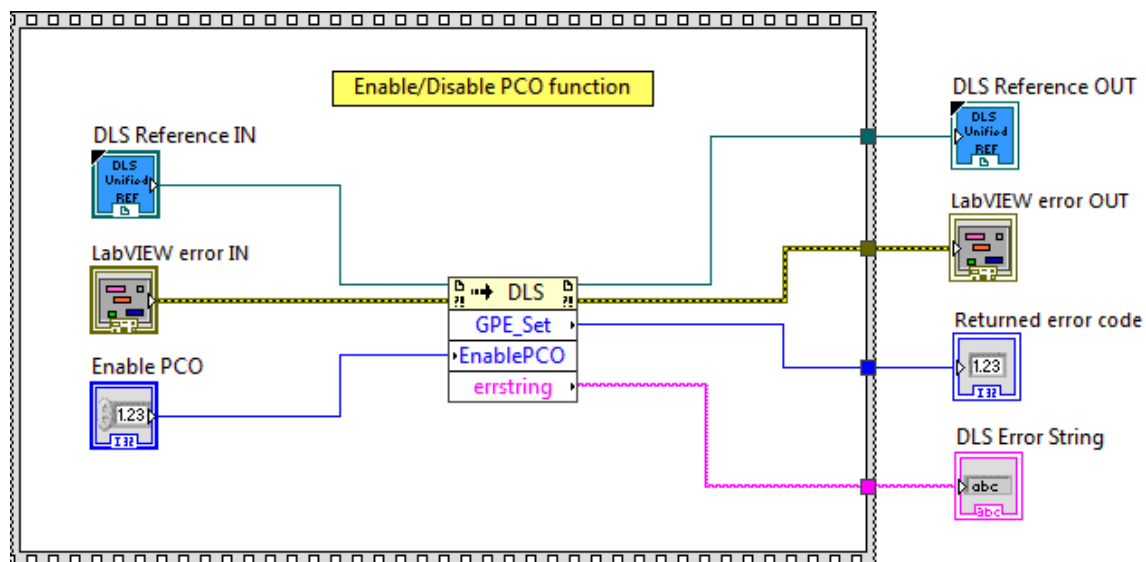 Enable/Disable PCO function
DLS Reference IN
DLS
Unified
REF
LabVIEW error IN
?!
Enable PCO
1.23
I32
DLS
?!
?!
GPE_Set
EnablePCO
errstring
DLS Reference OUT
DLS
Unified
REF
LabVIEW error OUT
Returned error code
1.23
I32
DLS Error String
abc
abc